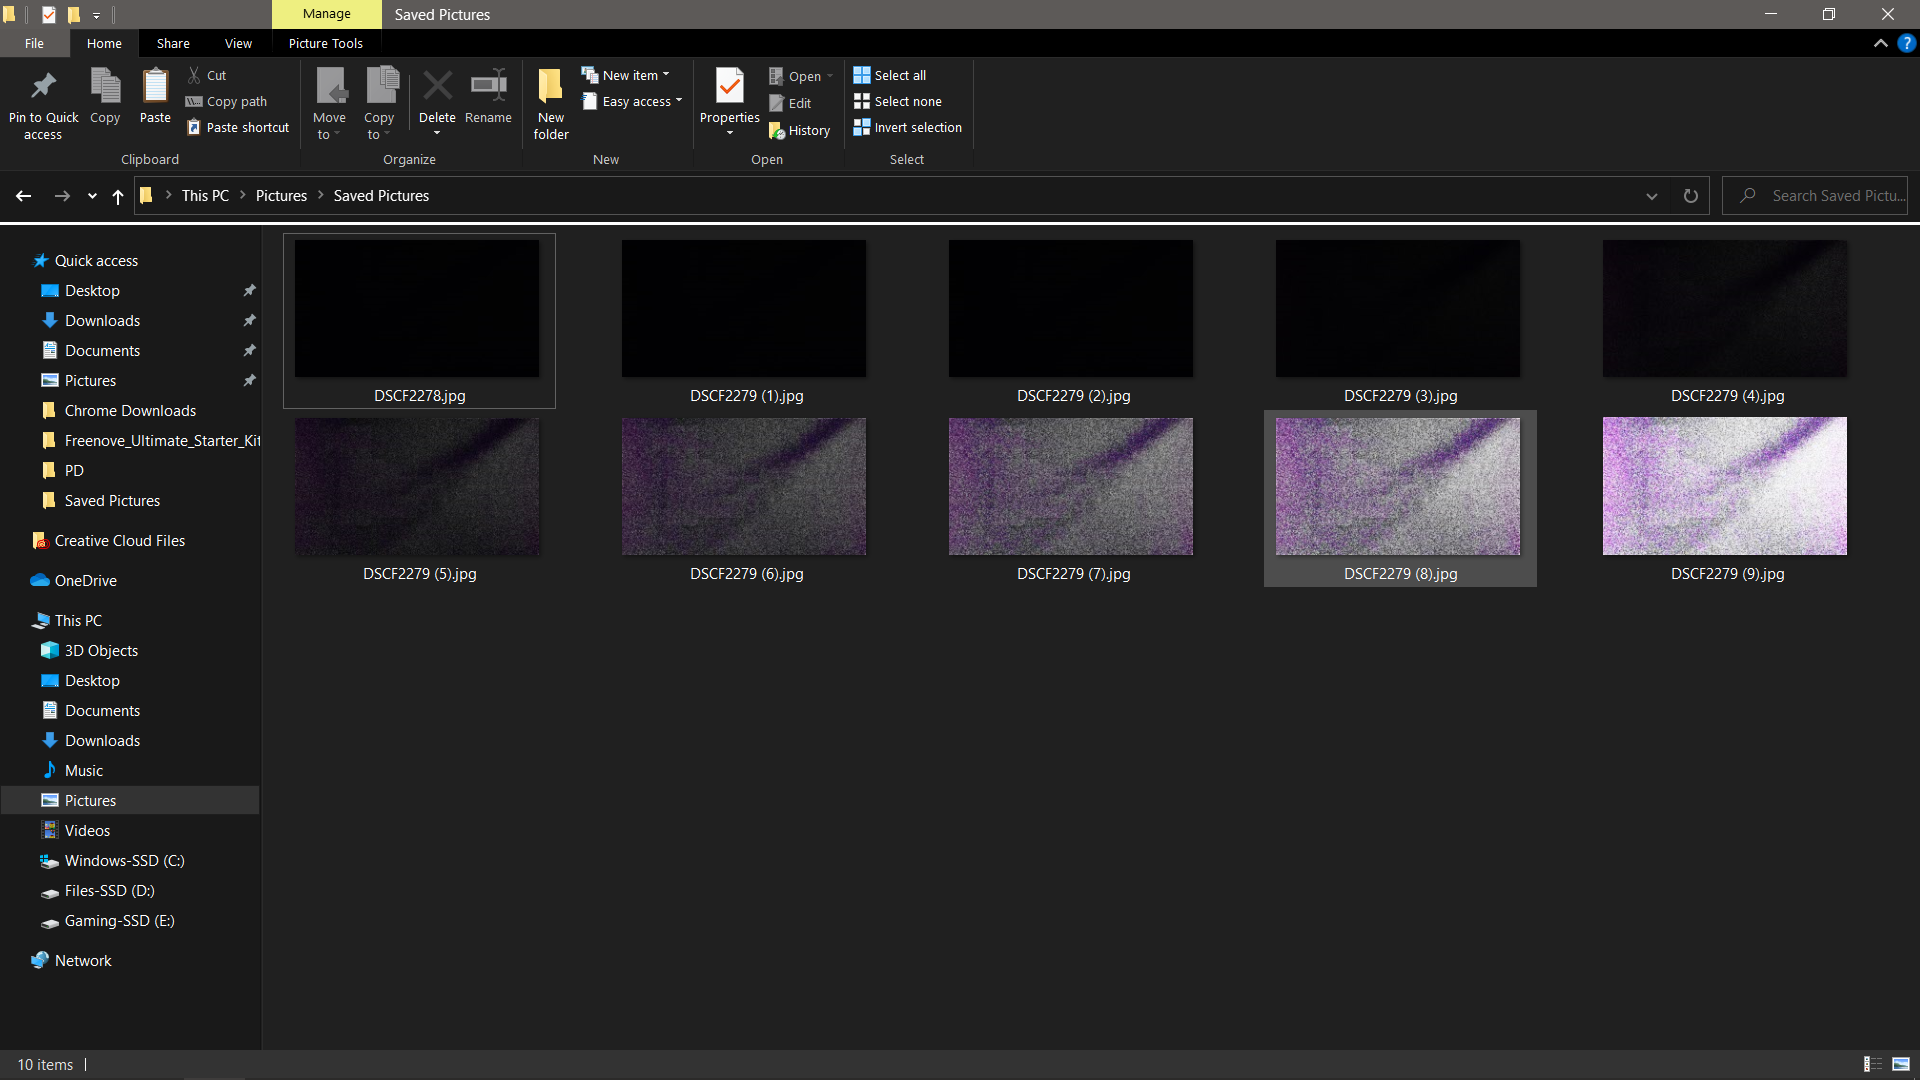 Manage
Saved Pictures
File
Home
Share
View
Picture Tools
Pin to Quick access
Copy
Paste
Cut
Copy path
Paste shortcut
Clipboard
Move to
Copy to
Delete
Rename
Organize
New folder
New item
Easy access
New
Properties
Open
Edit
History
Open
Select all
Select none
Invert selection
Select
This PC
Pictures
Saved Pictures
Search Saved Pictu...
Quick access
Desktop
Downloads
Documents
Pictures
Chrome Downloads
Freenove_Ultimate_Starter_Kit
PD
Saved Pictures
Creative Cloud Files
OneDrive
This PC
3D Objects
Desktop
Documents
Downloads
Music
Pictures
Videos
Windows-SSD (C:)
Files-SSD (D:)
Gaming-SSD (E:)
Network
DSCF2278.jpg
DSCF2279 (1).jpg
DSCF2279 (2).jpg
DSCF2279 (3).jpg
DSCF2279 (4).jpg
DSCF2279 (5).jpg
DSCF2279 (6).jpg
DSCF2279 (7).jpg
DSCF2279 (8).jpg
DSCF2279 (9).jpg
10 items